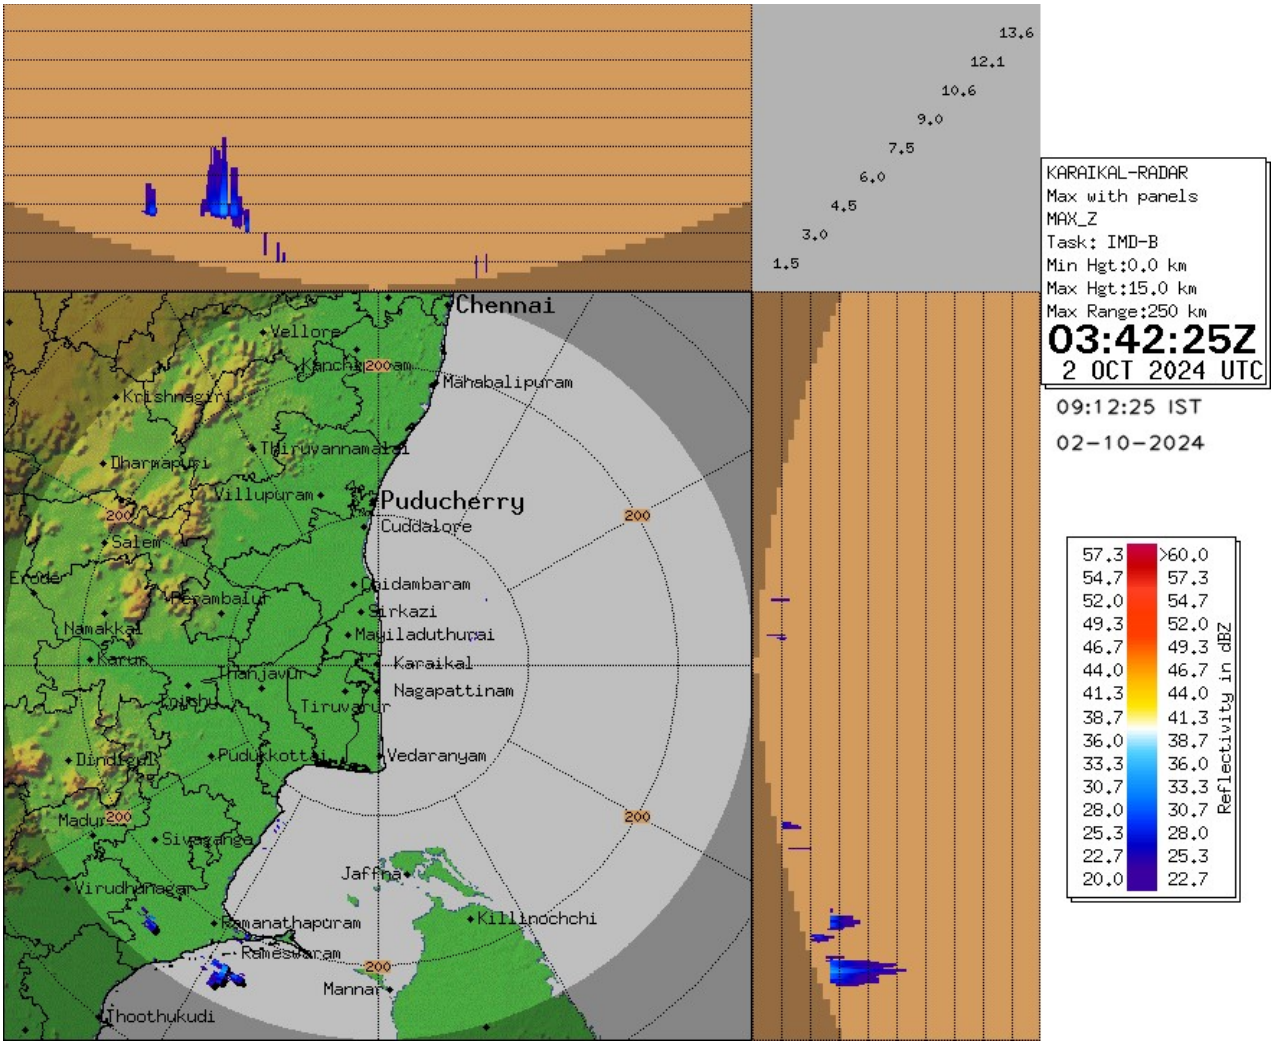 13.6
12.1
10.6
9.0
7.5
6.0
4.5
3.0
1.5
KARAIKAL-RADAR
Max with panels
MAX_Z
Task: IMD-B
Min Hgt:0.0 km
Max Hgt:15.0 km
Max Range:250 km
03:42:25Z
2 OCT 2024 UTC
09:12:25 IST
02-10-2024
Chennai
Vellore
200
Mahabalipuram
Krishnagiri
Thiruvannamalai
Dharmapuri
Villupuram
Puducherry
200
200
Cuddalore
Salem
Erode
Chidambaram
Perambalur
Sirkazi
Namakkal
Mayiladuthurai
Karur
Karaikal
Thanjavur
Nagapattinam
Tiruvarur
Pudukkottai
Vedaranyam
Dindigul
200
200
Sivaganga
Jaffna
Virudhunagar
Ramanathapuram
Killinochchi
Rameswaram
200
Mannar
Thoothukudi
57.3 >60.0
54.7 57.3
52.0 54.7
49.3 52.0
46.7 49.3
44.0 46.7
41.3 44.0
38.7 41.3
36.0 38.7
33.3 36.0
30.7 33.3
28.0 30.7
25.3 28.0
22.7 25.3
20.0 22.7
Reflectivity in dBZ